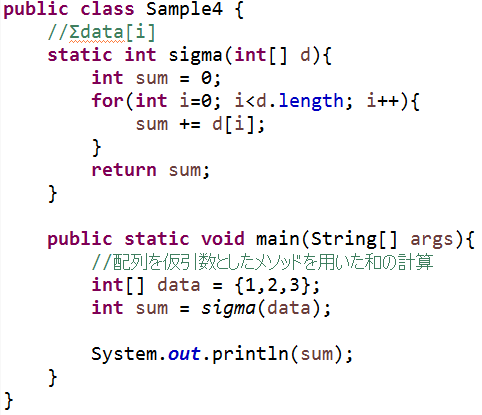 public class Sample4 {
    //Σdata[i]
    static int sigma(int[] d){
        int sum = 0;
        for(int i=0; i<d.length; i++){
            sum += d[i];
        }
        return sum;
    }

    public static void main(String[] args){
        //配列を仮引数としたメソッドを用いた和の計算
        int[] data = {1,2,3};
        int sum = sigma(data);

        System.out.println(sum);
    }
}